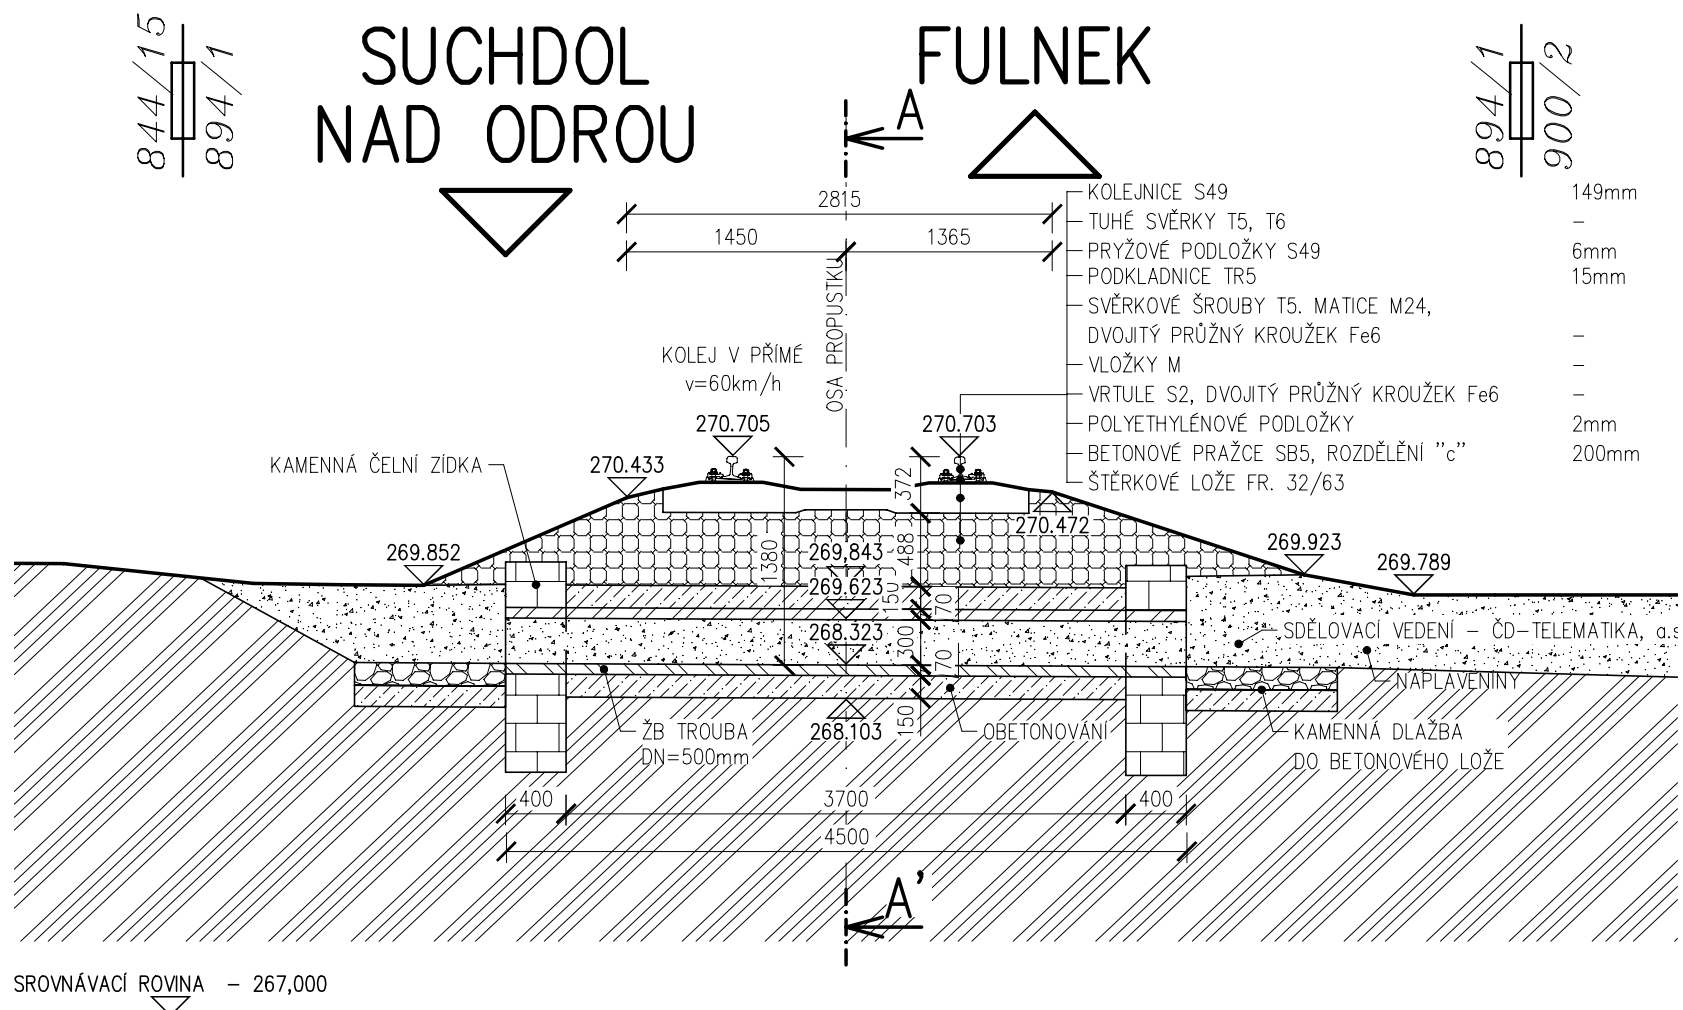 844/15
894/1
SUCHDOL
NAD ODROU
FULNEK
A
894/1
900/2
2815
1450
1365
OSA PROPUSTKU
KOLEJNICE S49 149mm
TUHÉ SVĚRKY T5, T6 –
PRYŽOVÉ PODLOŽKY S49 6mm
PODKLADNICE TR5 15mm
SVĚRKOVÉ ŠROUBY T5. MATICE M24,
DVOJITÝ PRŮŽNÝ KROUŽEK Fe6 –
VLOŽKY M –
VRTULE S2, DVOJITÝ PRŮŽNÝ KROUŽEK Fe6 –
POLYETHYLÉNOVÉ PODLOŽKY 2mm
BETONOVÉ PRAŽCE SB5, ROZDĚLENÍ "c" 200mm
ŠTĚRKOVÉ LOŽE FR. 32/63
KOLEJ V PŘÍMÉ
v=60km/h
270.705
270.703
KAMENNÁ ČELNÍ ZÍDKA
270.433
372
270.472
269.852
1380
269,843
488
269.923
269.789
269.623
150
70
268.323
300
70
SDĚLOVACÍ VEDENÍ – ČD–TELEMATIKA, a.s
NAPLAVENINY
ŽB TROUBA
DN=500mm
268.103
150
OBETONOVÁNÍ
KAMENNÁ DLAŽBA
DO BETONOVÉHO LOŽE
400
3700
400
4500
A'
SROVNÁVACÍ ROVINA – 267,000